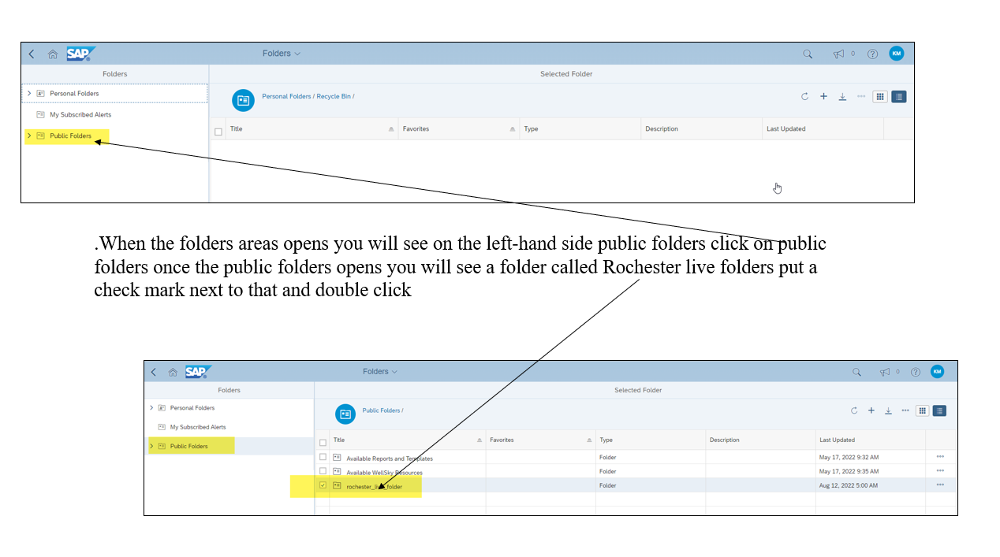 SAP Folders 0 KM
Folders Selected Folder
Personal Folders Personal Folders / Recycle Bin /
My Subscribed Alerts
Public Folders Title Favorites Type Description Last Updated
.When the folders areas opens you will see on the left-hand side public folders click on public
folders once the public folders opens you will see a folder called Rochester live folders put a
check mark next to that and double click
SAP Folders 0 KM
Folders Selected Folder
Personal Folders Public Folders /
My Subscribed Alerts
Public Folders Title Favorites Type Description Last Updated
Available Reports and Templates Folder May 17, 2022 9:32 AM
Available WellSky Resources Folder May 17, 2022 9:35 AM
rochester_live_folder Folder Aug 12, 2022 5:00 AM